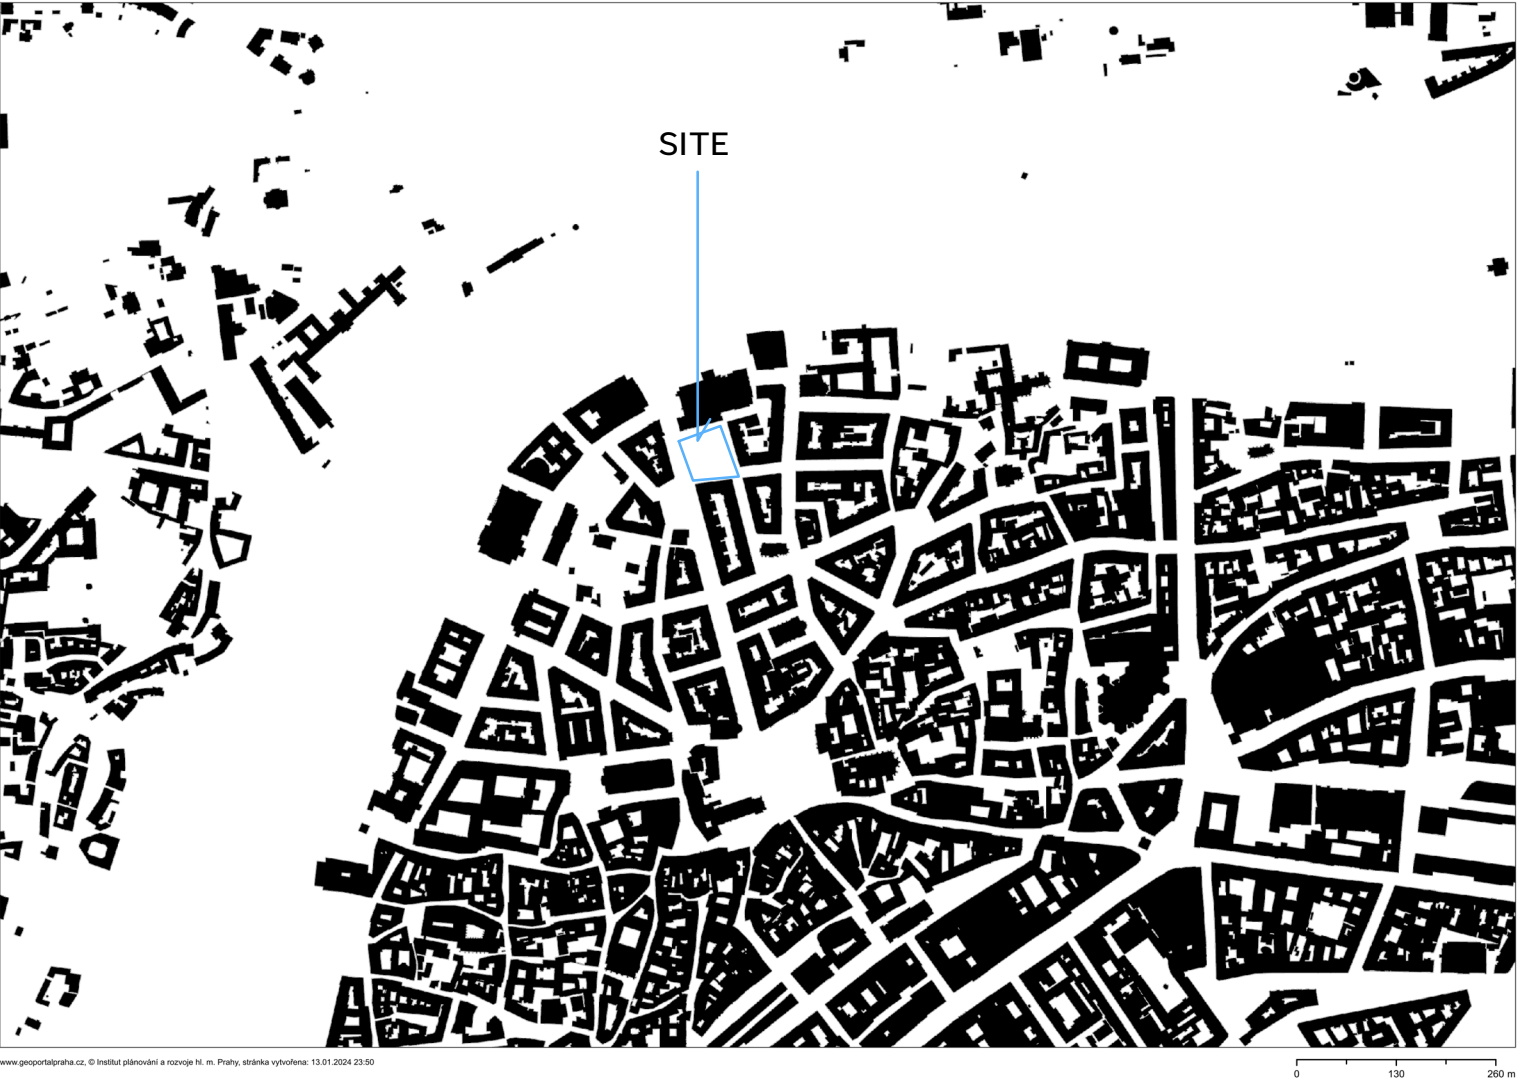 SITE
www.geoportalpraha.cz, © Institut plánování a rozvoje hl. m. Prahy, stránka vytvořena: 13.01.2024 23:50
0 130 260 m